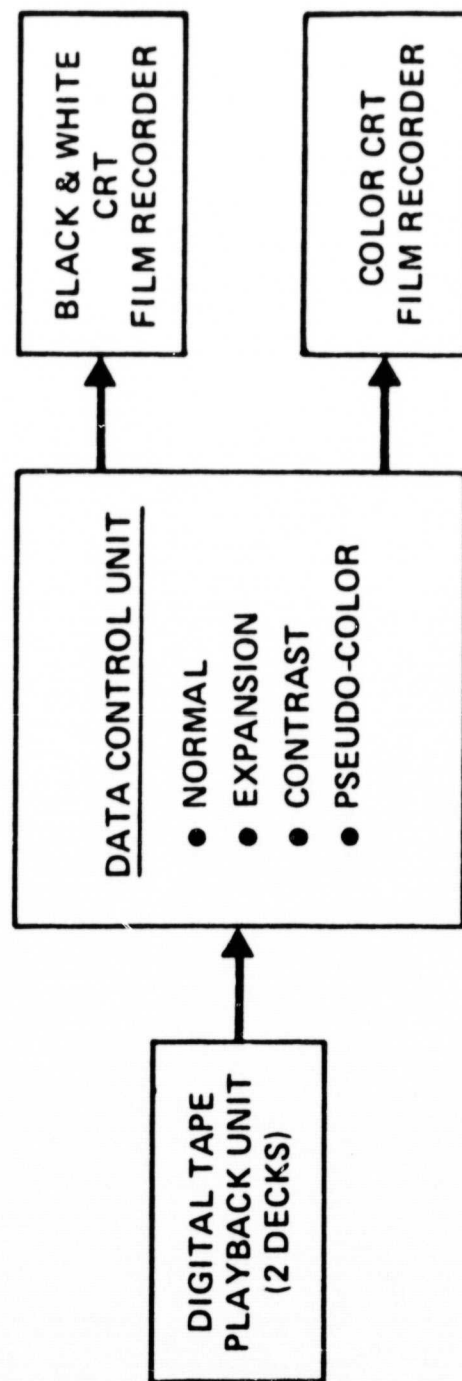 DIGITAL TAPE
PLAYBACK UNIT
(2 DECKS)
DATA CONTROL UNIT
● NORMAL
● EXPANSION
● CONTRAST
● PSEUDO-COLOR
BLACK & WHITE
CRT
FILM RECORDER
COLOR CRT
FILM RECORDER